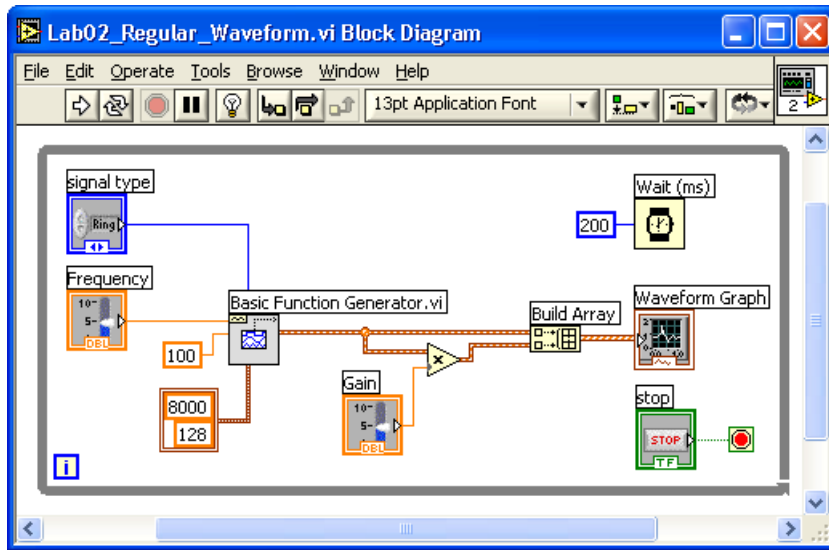 Lab02_Regular_Waveform.vi Block Diagram
File Edit Operate Tools Browse Window Help
13pt Application Font
2
signal type
Ring
Wait (ms)
200
Frequency
10-
5-
DBL
Basic Function Generator.vi
100
8000
128
Build Array
Waveform Graph
Gain
10-
5-
DBL
stop
STOP
TF
i